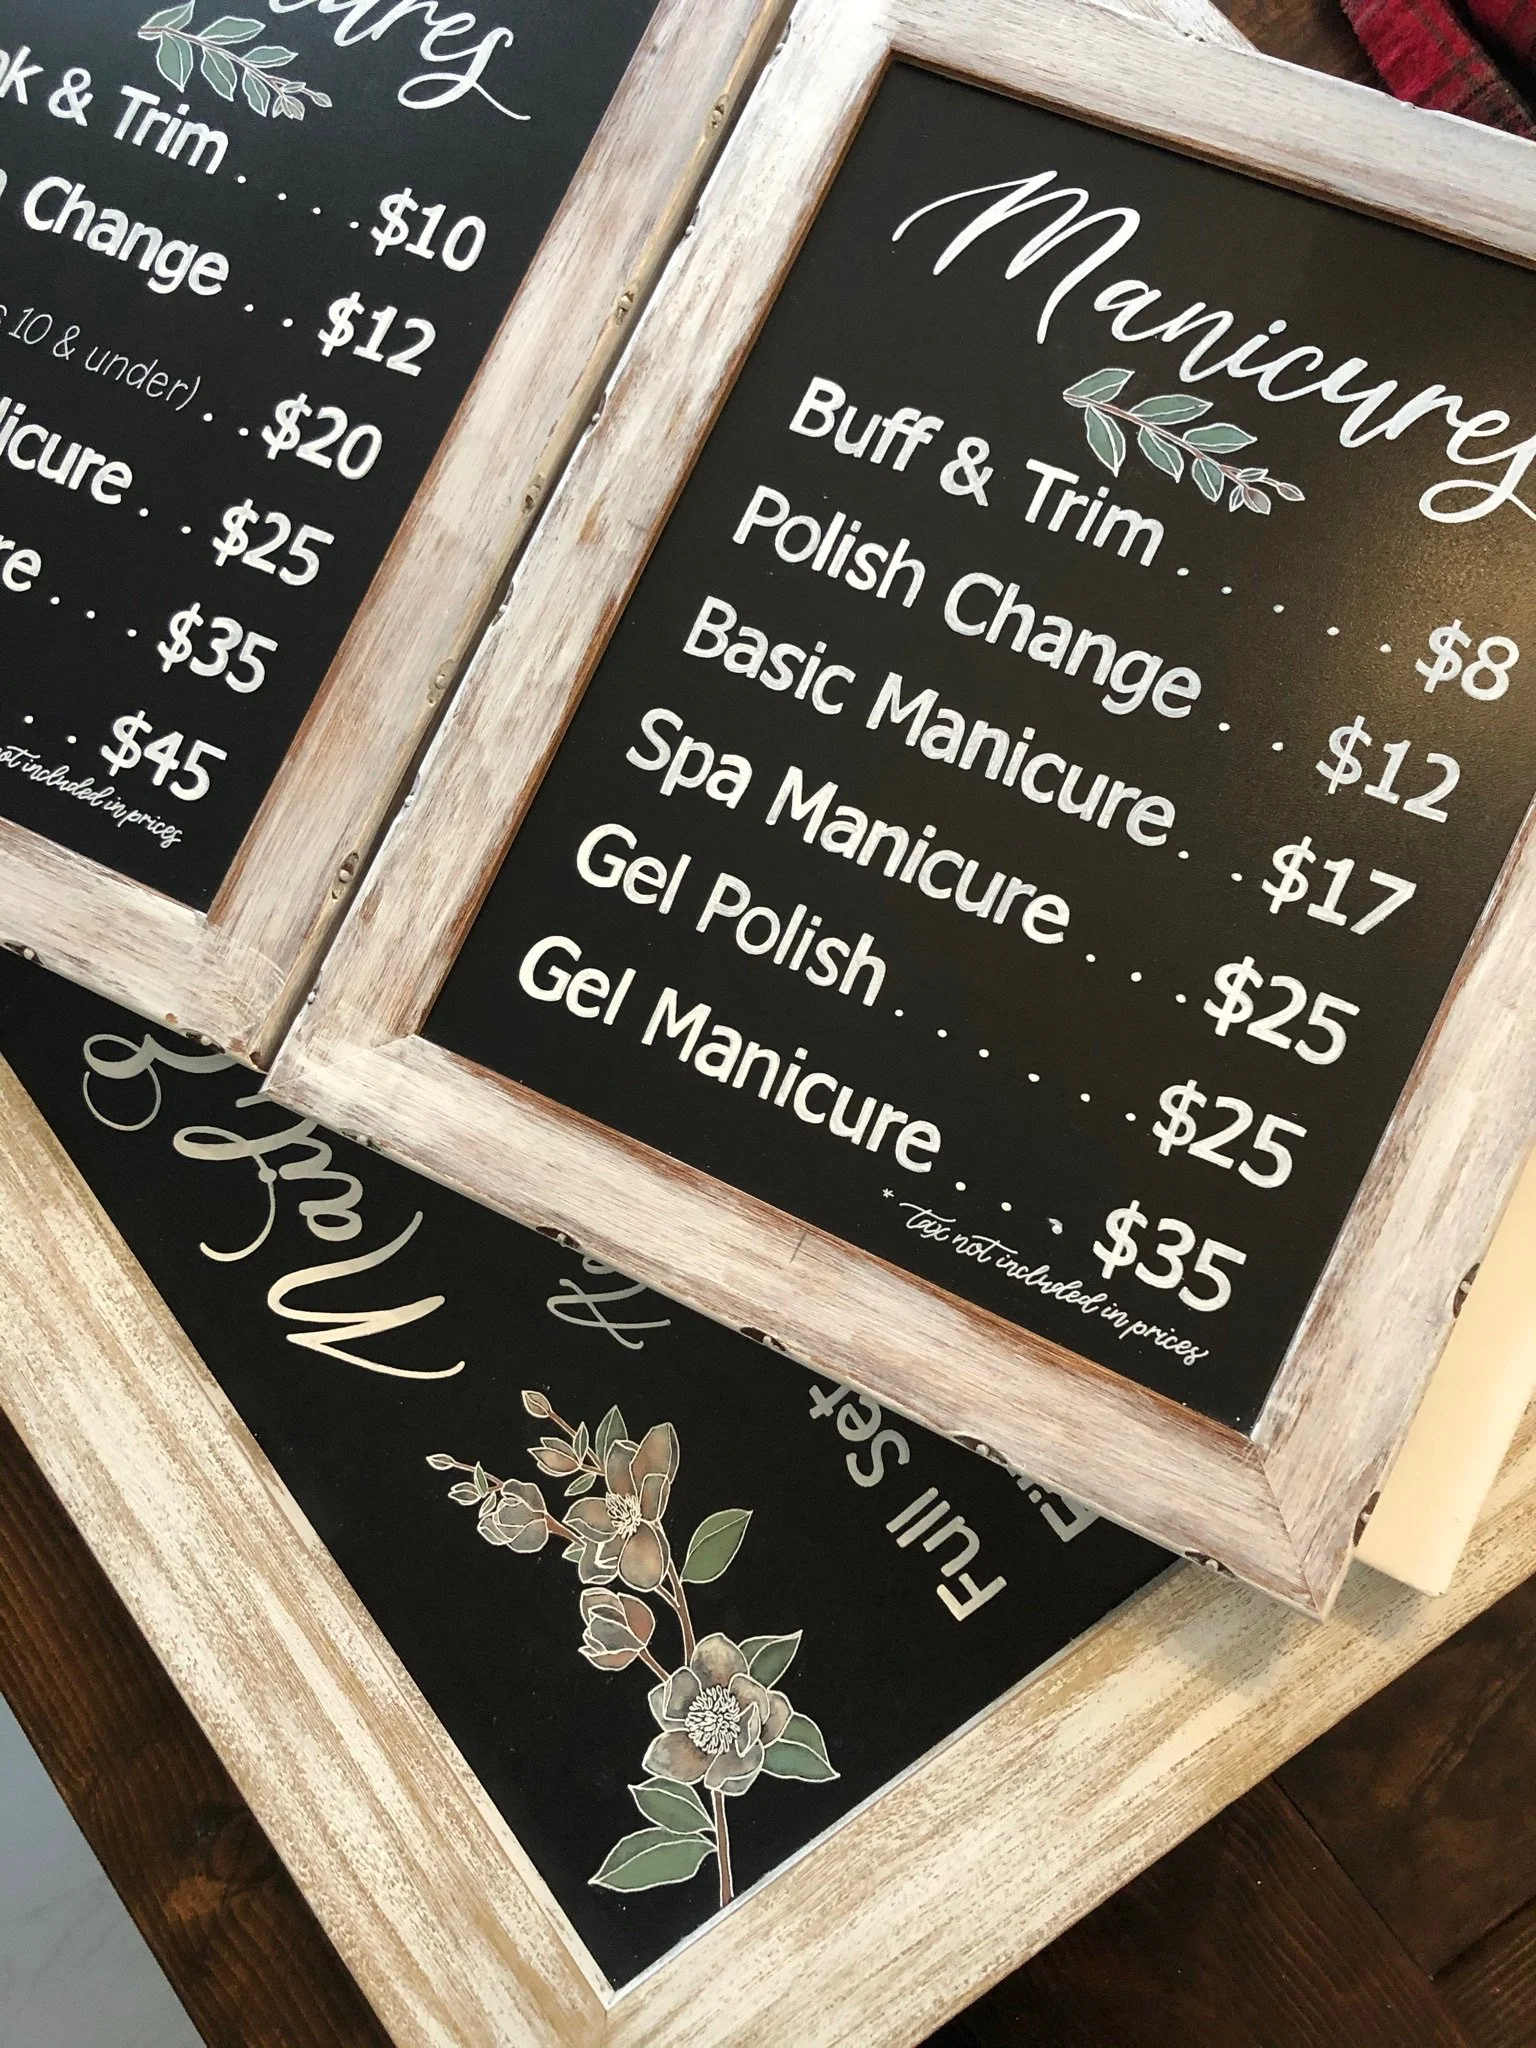 & Trim . . . . $10
Change . . $12
10 & under) . . $20
icure . . $25
re . . . $35
. . $45
not included in prices
Manicures
Buff & Trim . . . . . $8
Polish Change . . $12
Basic Manicure . . $17
Spa Manicure . . . $25
Gel Polish . . . . . . $25
Gel Manicure . . . $35
* tax not included in prices
Full Set